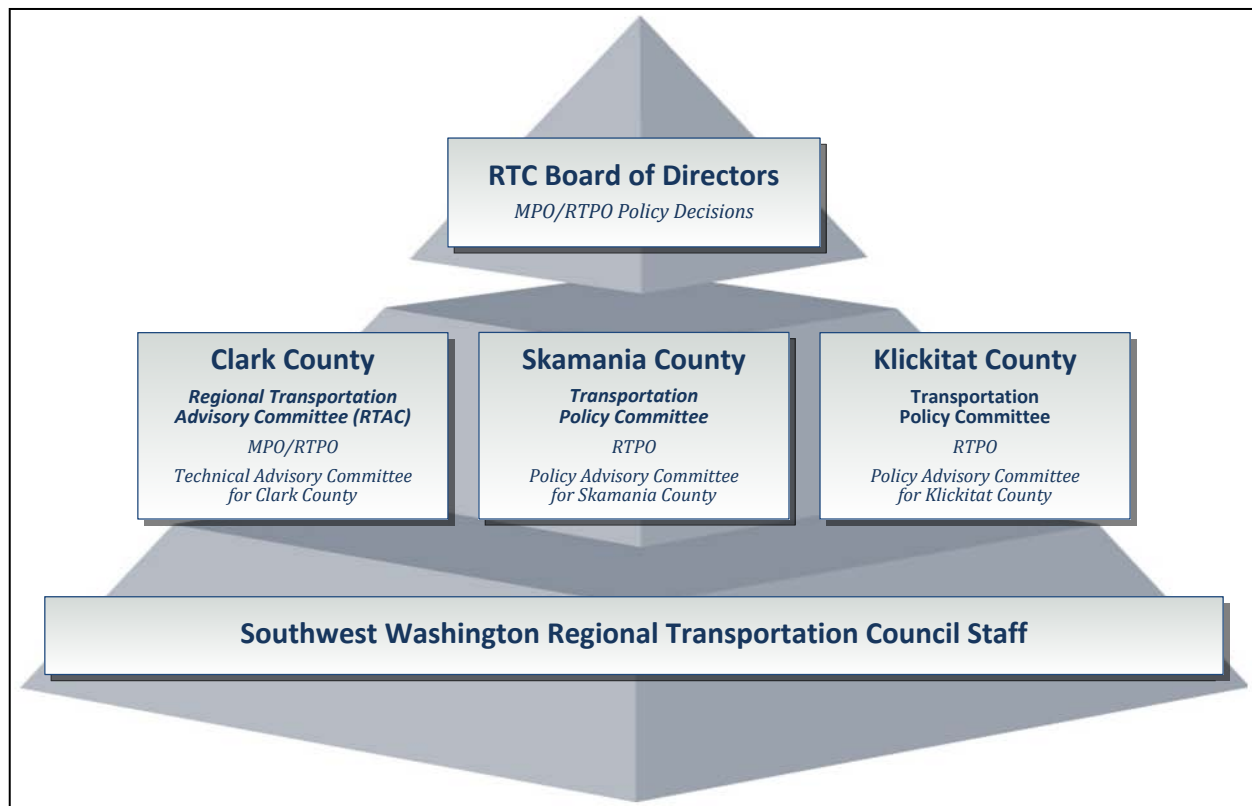 RTC Board of Directors
MPO/RTPO Policy Decisions
Clark County
Regional Transportation
Advisory Committee (RTAC)
MPO/RTPO
Technical Advisory Committee
for Clark County
Skamania County
Transportation
Policy Committee
RTPO
Policy Advisory Committee
for Skamania County
Klickitat County
Transportation
Policy Committee
RTPO
Policy Advisory Committee
for Klickitat County
Southwest Washington Regional Transportation Council Staff